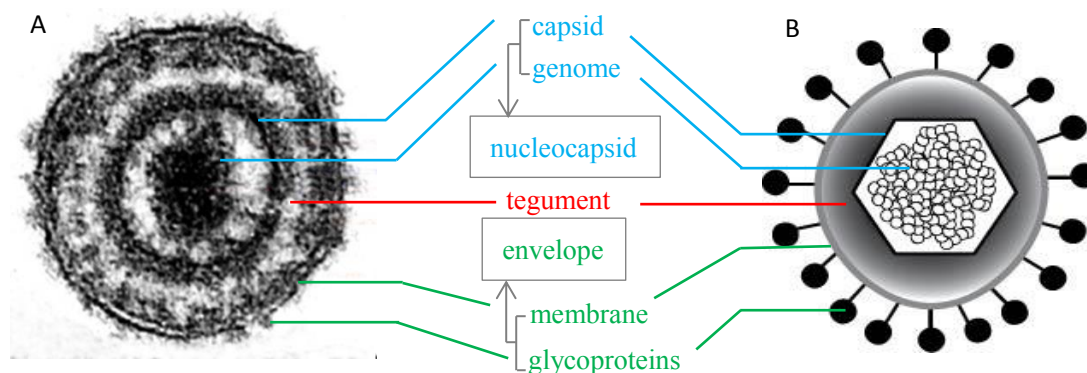 A
capsid
genome
B
nucleocapsid
tegument
envelope
membrane
glycoproteins